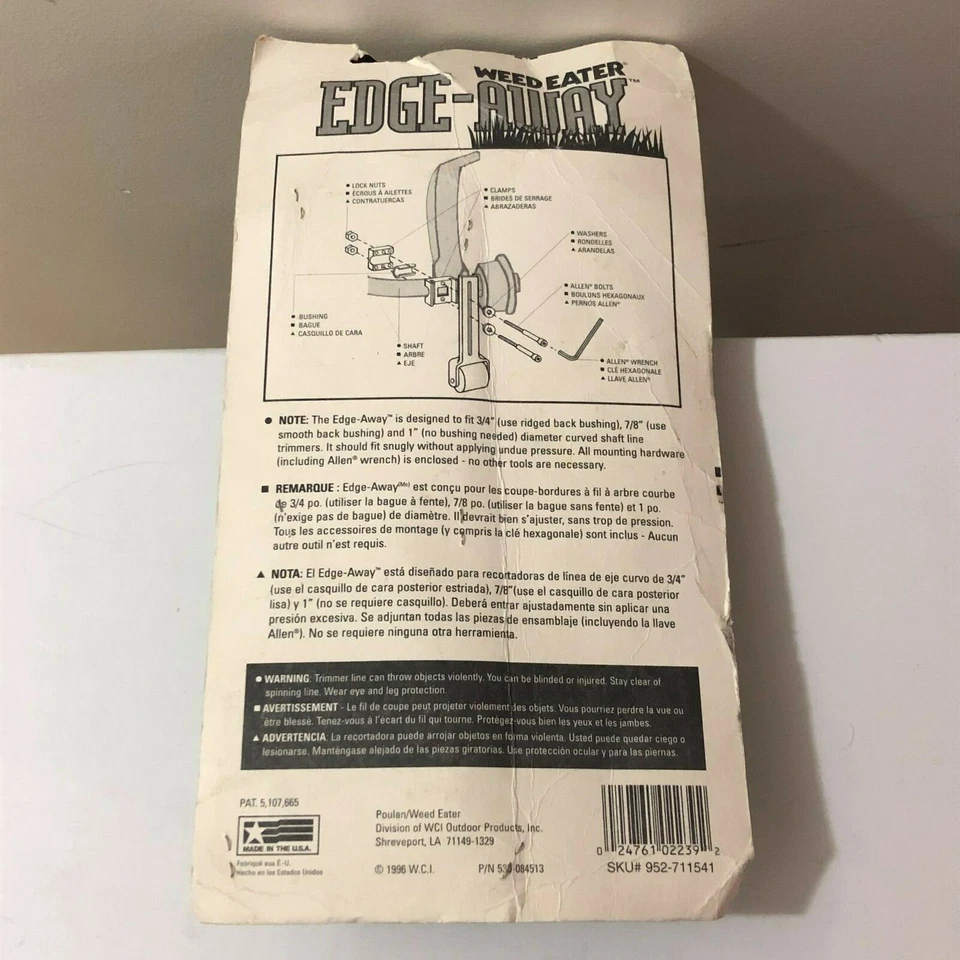 WEED EATER®
EDGE-AWAY™
● LOCK NUTS
■ ÉCROUS À AILETTES
▲ CONTRATUERCAS
● CLAMPS
■ BRIDES DE SERRAGE
▲ ABRAZADERAS
● WASHERS
■ RONDELLES
▲ ARANDELAS
● ALLEN® BOLTS
■ BOULONS HEXAGONAUX
▲ PERNOS ALLEN®
● BUSHING
■ BAGUE
▲ CASQUILLO DE CARA
● SHAFT
■ ARBRE
▲ EJE
● ALLEN® WRENCH
■ CLÉ HEXAGONALE
▲ LLAVE ALLEN®
● NOTE: The Edge-Away™ is designed to fit 3/4" (use ridged back bushing), 7/8" (use
smooth back bushing) and 1" (no bushing needed) diameter curved shaft line
trimmers. It should fit snugly without applying undue pressure. All mounting hardware
(including Allen® wrench) is enclosed - no other tools are necessary.
■ REMARQUE : Edge-Away(Mc) est conçu pour les coupe-bordures à fil à arbre courbe
de 3/4 po. (utiliser la bague à fente), 7/8 po. (utiliser la bague sans fente) et 1 po.
(n'exige pas de bague) de diamètre. Il devrait bien s'ajuster, sans trop de pression.
Tous les accessoires de montage (y compris la clé hexagonale) sont inclus - Aucun
autre outil n'est requis.
▲ NOTA: El Edge-Away™ está diseñado para recortadoras de línea de eje curvo de 3/4"
(use el casquillo de cara posterior estriada), 7/8"(use el casquillo de cara posterior
lisa) y 1" (no se requiere casquillo). Deberá entrar ajustadamente sin aplicar una
presión excesiva. Se adjuntan todas las piezas de ensamblaje (incluyendo la llave
Allen®). No se requiere ninguna otra herramienta.
● WARNING: Trimmer line can throw objects violently. You can be blinded or injured. Stay clear of
spinning line. Wear eye and leg protection.
■ AVERTISSEMENT - Le fil de coupe peut projeter violement des objets. Vous pourriez perdre la vue ou
être blessé. Tenez-vous à l'écart du fil qui tourne. Protégez-vous bien les yeux et les jambes.
▲ ADVERTENCIA: La recortadora puede arrojar objetos en forma violenta. Usted puede quedar ciego o
lesionarse. Manténgase alejado de las piezas giratorias. Use protección ocular y para las piernas.
PAT. 5,107,665
MADE IN THE U.S.A.
Fabriqué aux É.-U.
Hecho en los Estados Unidos
Poulan/Weed Eater
Division of WCI Outdoor Products, Inc.
Shreveport, LA 71149-1329
© 1996 W.C.I. P/N 530-084513
0 24761 02239 2
SKU# 952-711541